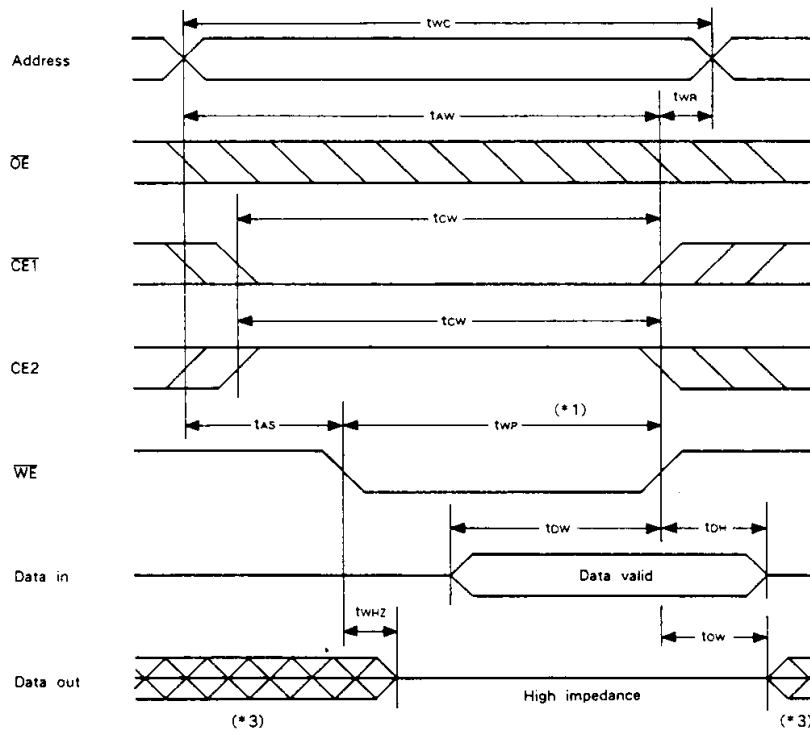 tWC
Address
tAW
tWR
OE
tCW
CE1
tCW
CE2
tAS
tWP
(*1)
WE
tDW
tDH
Data in
Data valid
tWHZ
tOW
Data out
High impedance
(*3)
(*3)